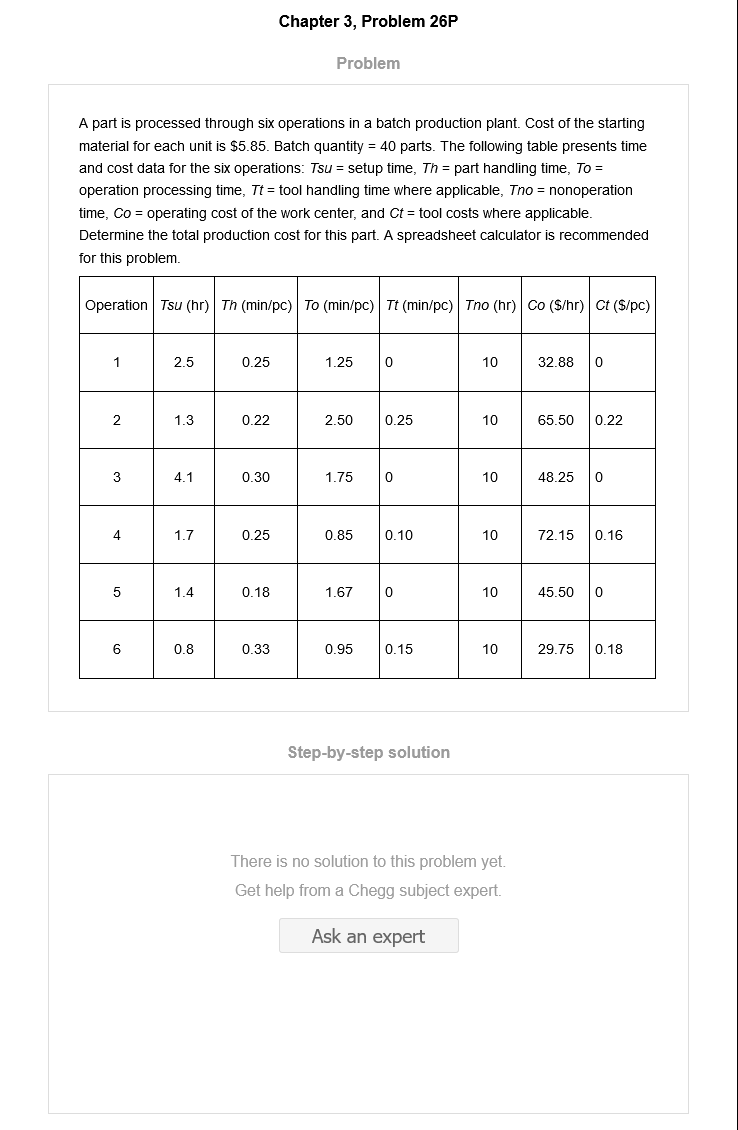 Chapter 3, Problem 26P
Problem
A part is processed through six operations in a batch production plant. Cost of the starting
material for each unit is $5.85. Batch quantity = 40 parts. The following table presents time
and cost data for the six operations: Tsu = setup time, Th = part handling time, To =
operation processing time, Tt = tool handling time where applicable, Tno = nonoperation
time, Co = operating cost of the work center, and Ct = tool costs where applicable.
Determine the total production cost for this part. A spreadsheet calculator is recommended
for this problem.
Operation Tsu (hr) Th (min/pc) To (min/pc) Tt (min/pc) Tno (hr) Co ($/hr) Ct ($/pc)
1 2.5 0.25 1.25 0 10 32.88 0
2 1.3 0.22 2.50 0.25 10 65.50 0.22
3 4.1 0.30 1.75 0 10 48.25 0
4 1.7 0.25 0.85 0.10 10 72.15 0.16
5 1.4 0.18 1.67 0 10 45.50 0
6 0.8 0.33 0.95 0.15 10 29.75 0.18
Step-by-step solution
There is no solution to this problem yet.
Get help from a Chegg subject expert.
Ask an expert